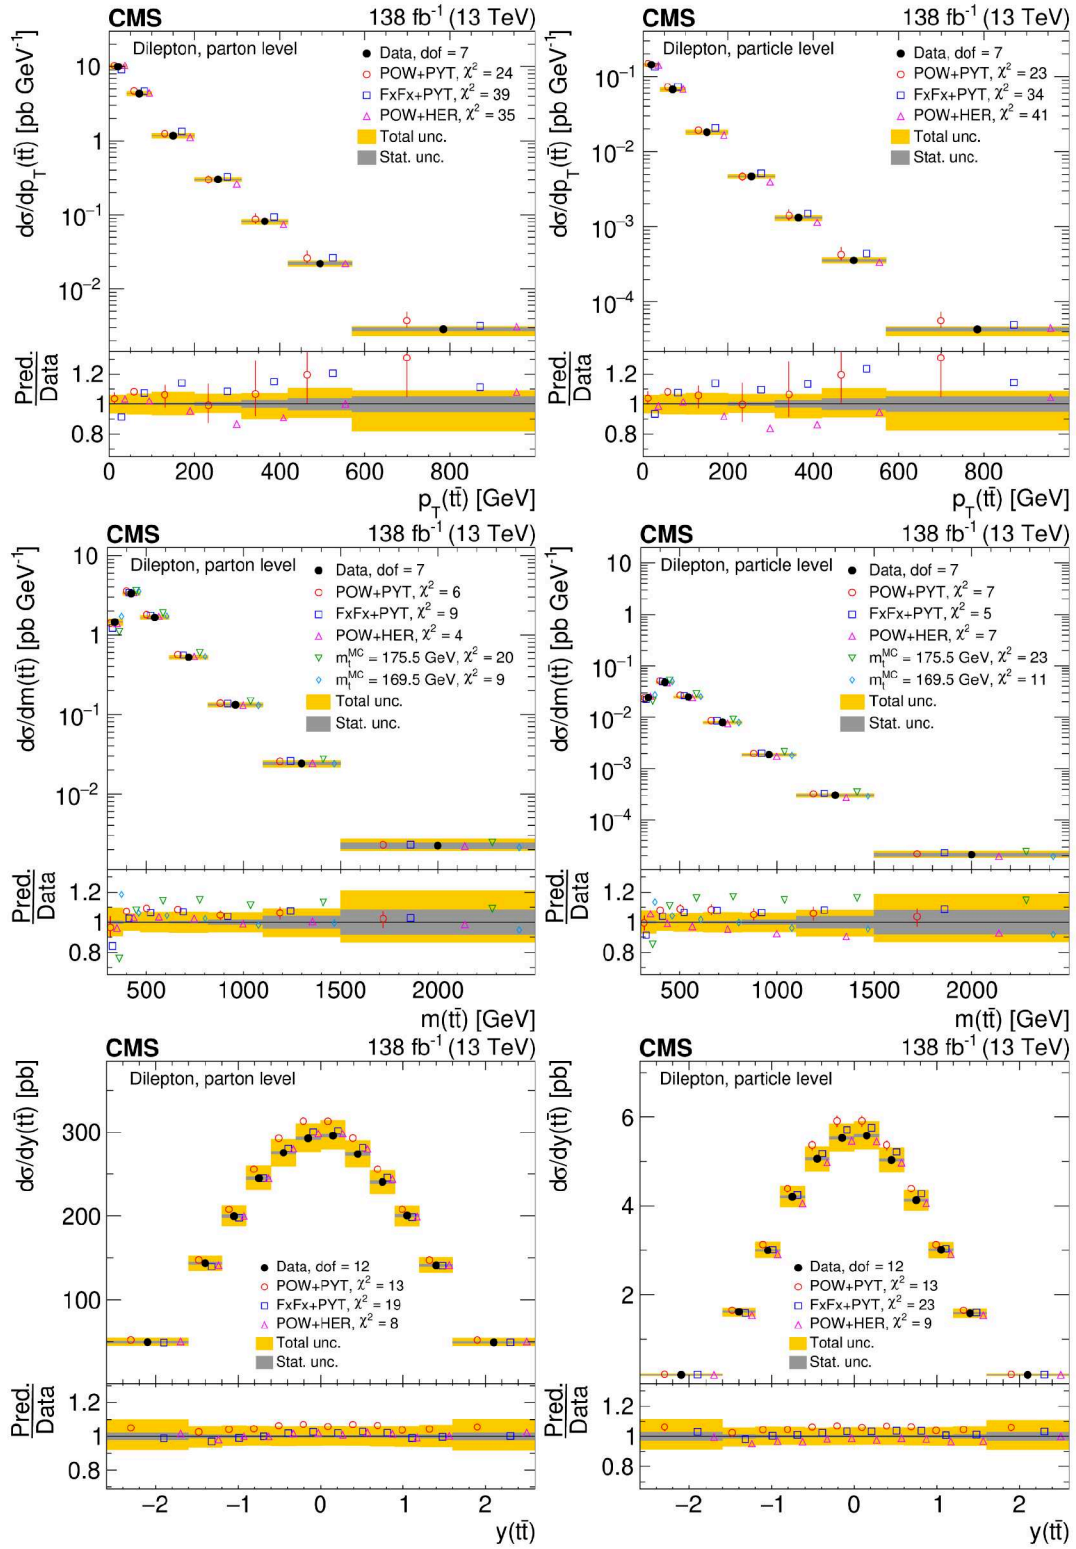 CMS 138 fb⁻¹ (13 TeV)
Dilepton, parton level
Data, dof = 7
POW+PYT, χ² = 24
FxFx+PYT, χ² = 39
POW+HER, χ² = 35
Total unc.
Stat. unc.
dσ/dp_T(tt̄) [pb GeV⁻¹]
10
1
10⁻¹
10⁻²
Pred.
Data
1.2
1
0.8
0 200 400 600 800
p_T(tt̄) [GeV]
CMS 138 fb⁻¹ (13 TeV)
Dilepton, particle level
Data, dof = 7
POW+PYT, χ² = 23
FxFx+PYT, χ² = 34
POW+HER, χ² = 41
Total unc.
Stat. unc.
dσ/dp_T(tt̄) [pb GeV⁻¹]
10⁻¹
10⁻²
10⁻³
10⁻⁴
Pred.
Data
1.2
1
0.8
0 200 400 600 800
p_T(tt̄) [GeV]
CMS 138 fb⁻¹ (13 TeV)
Dilepton, parton level
Data, dof = 7
POW+PYT, χ² = 6
FxFx+PYT, χ² = 9
POW+HER, χ² = 4
m_t^MC = 175.5 GeV, χ² = 20
m_t^MC = 169.5 GeV, χ² = 9
Total unc.
Stat. unc.
dσ/dm(tt̄) [pb GeV⁻¹]
10
1
10⁻¹
10⁻²
Pred.
Data
1.2
1
0.8
500 1000 1500 2000
m(tt̄) [GeV]
CMS 138 fb⁻¹ (13 TeV)
Dilepton, particle level
Data, dof = 7
POW+PYT, χ² = 7
FxFx+PYT, χ² = 5
POW+HER, χ² = 7
m_t^MC = 175.5 GeV, χ² = 23
m_t^MC = 169.5 GeV, χ² = 11
Total unc.
Stat. unc.
dσ/dm(tt̄) [pb GeV⁻¹]
10
1
10⁻¹
10⁻²
10⁻³
10⁻⁴
Pred.
Data
1.2
1
0.8
500 1000 1500 2000
m(tt̄) [GeV]
CMS 138 fb⁻¹ (13 TeV)
Dilepton, parton level
dσ/dy(tt̄) [pb]
300
200
100
Data, dof = 12
POW+PYT, χ² = 13
FxFx+PYT, χ² = 19
POW+HER, χ² = 8
Total unc.
Stat. unc.
Pred.
Data
1.2
1
0.8
−2 −1 0 1 2
y(tt̄)
CMS 138 fb⁻¹ (13 TeV)
Dilepton, particle level
dσ/dy(tt̄) [pb]
6
4
2
Data, dof = 12
POW+PYT, χ² = 13
FxFx+PYT, χ² = 23
POW+HER, χ² = 9
Total unc.
Stat. unc.
Pred.
Data
1.2
1
0.8
−2 −1 0 1 2
y(tt̄)